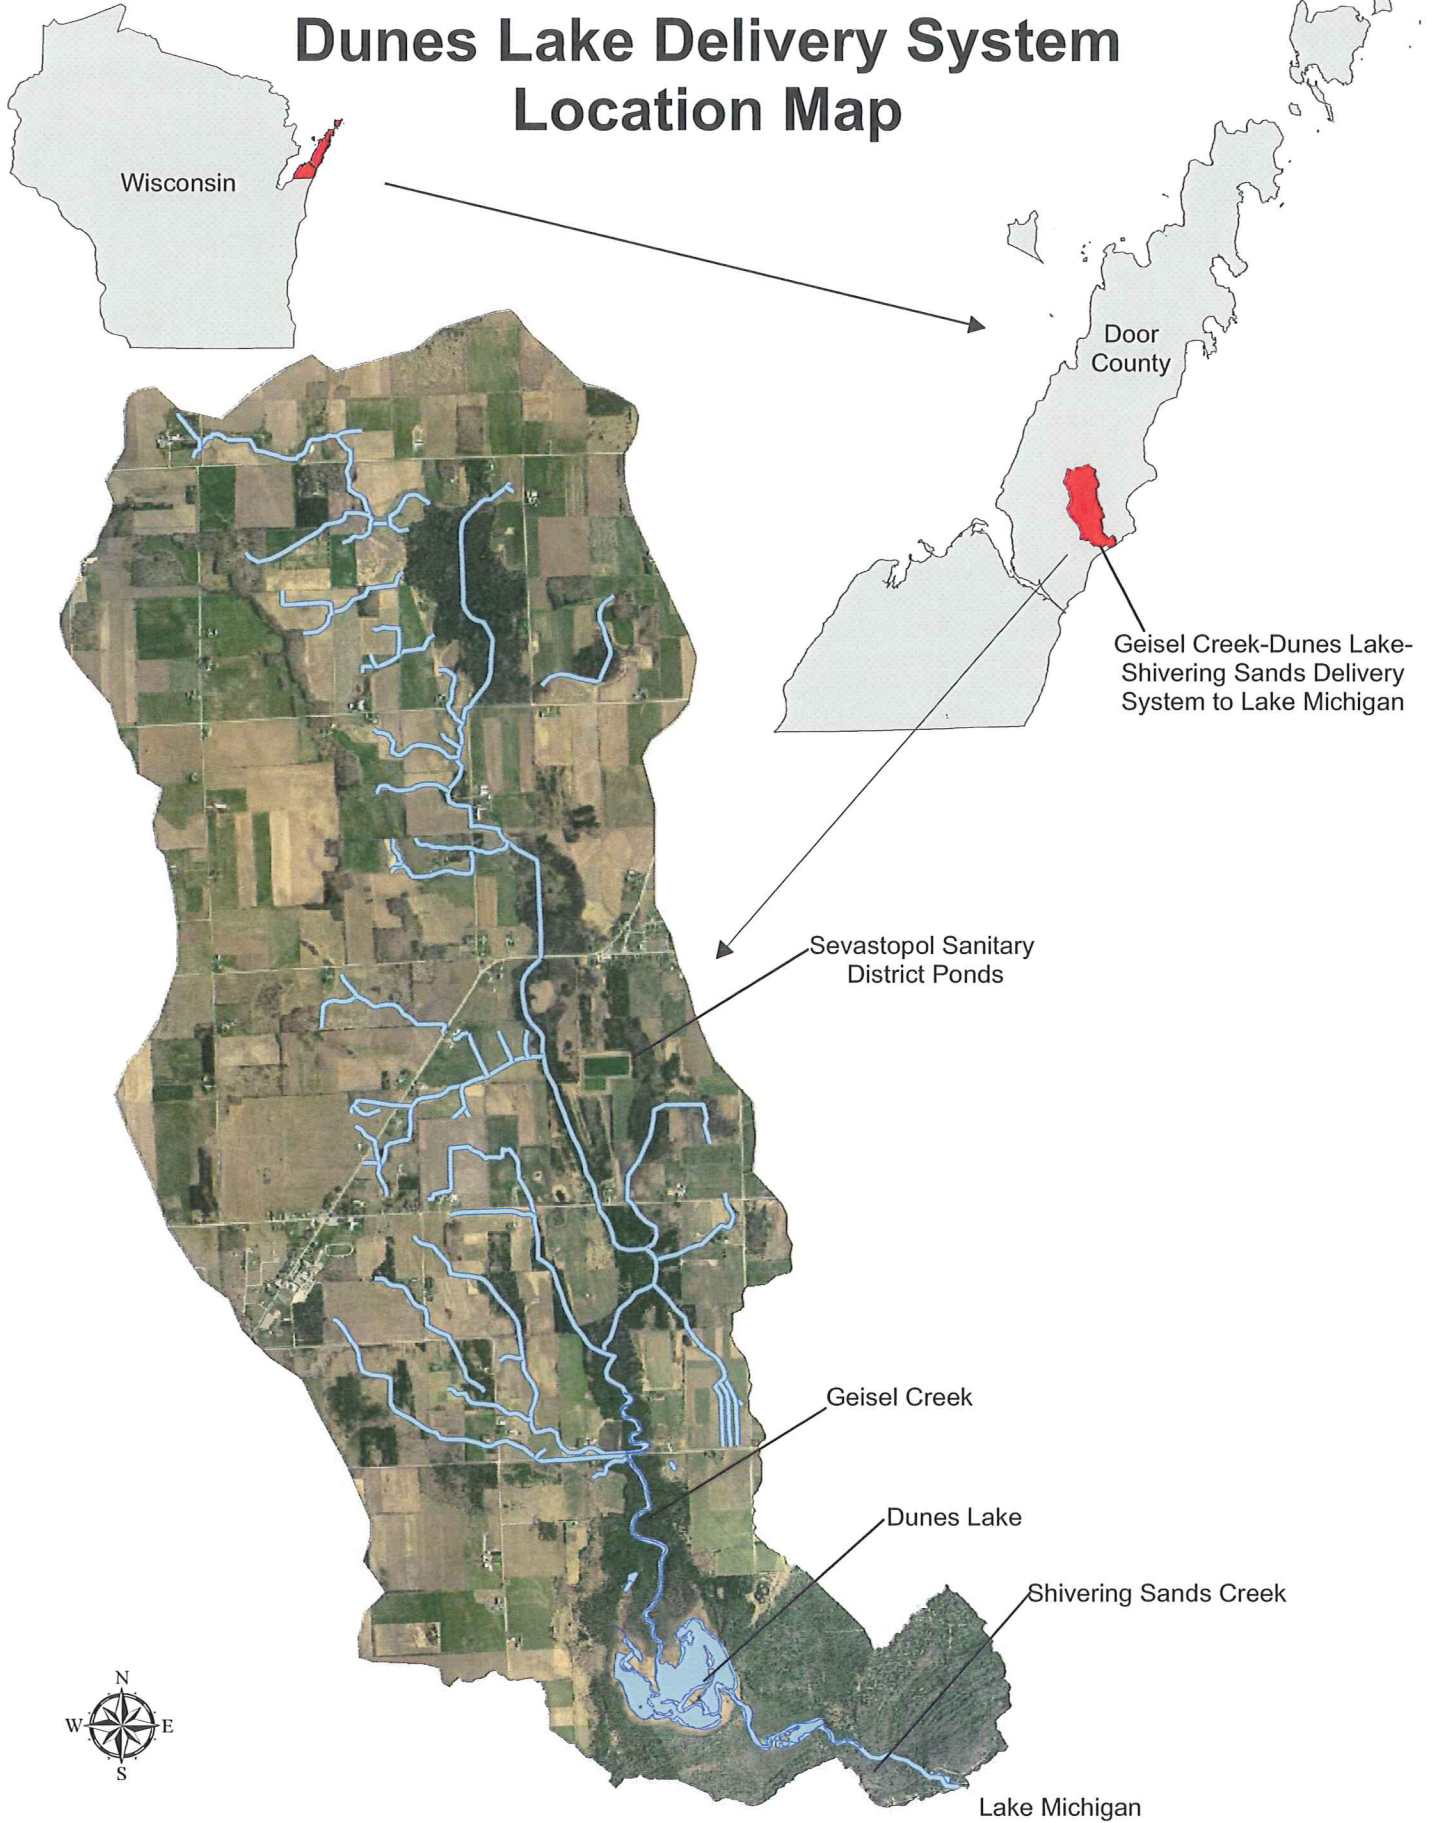 Dunes Lake Delivery System
Location Map
Wisconsin
Door
County
Geisel Creek-Dunes Lake-
Shivering Sands Delivery
System to Lake Michigan
Sevastopol Sanitary
District Ponds
Geisel Creek
Dunes Lake
Shivering Sands Creek
N
W
E
S
Lake Michigan